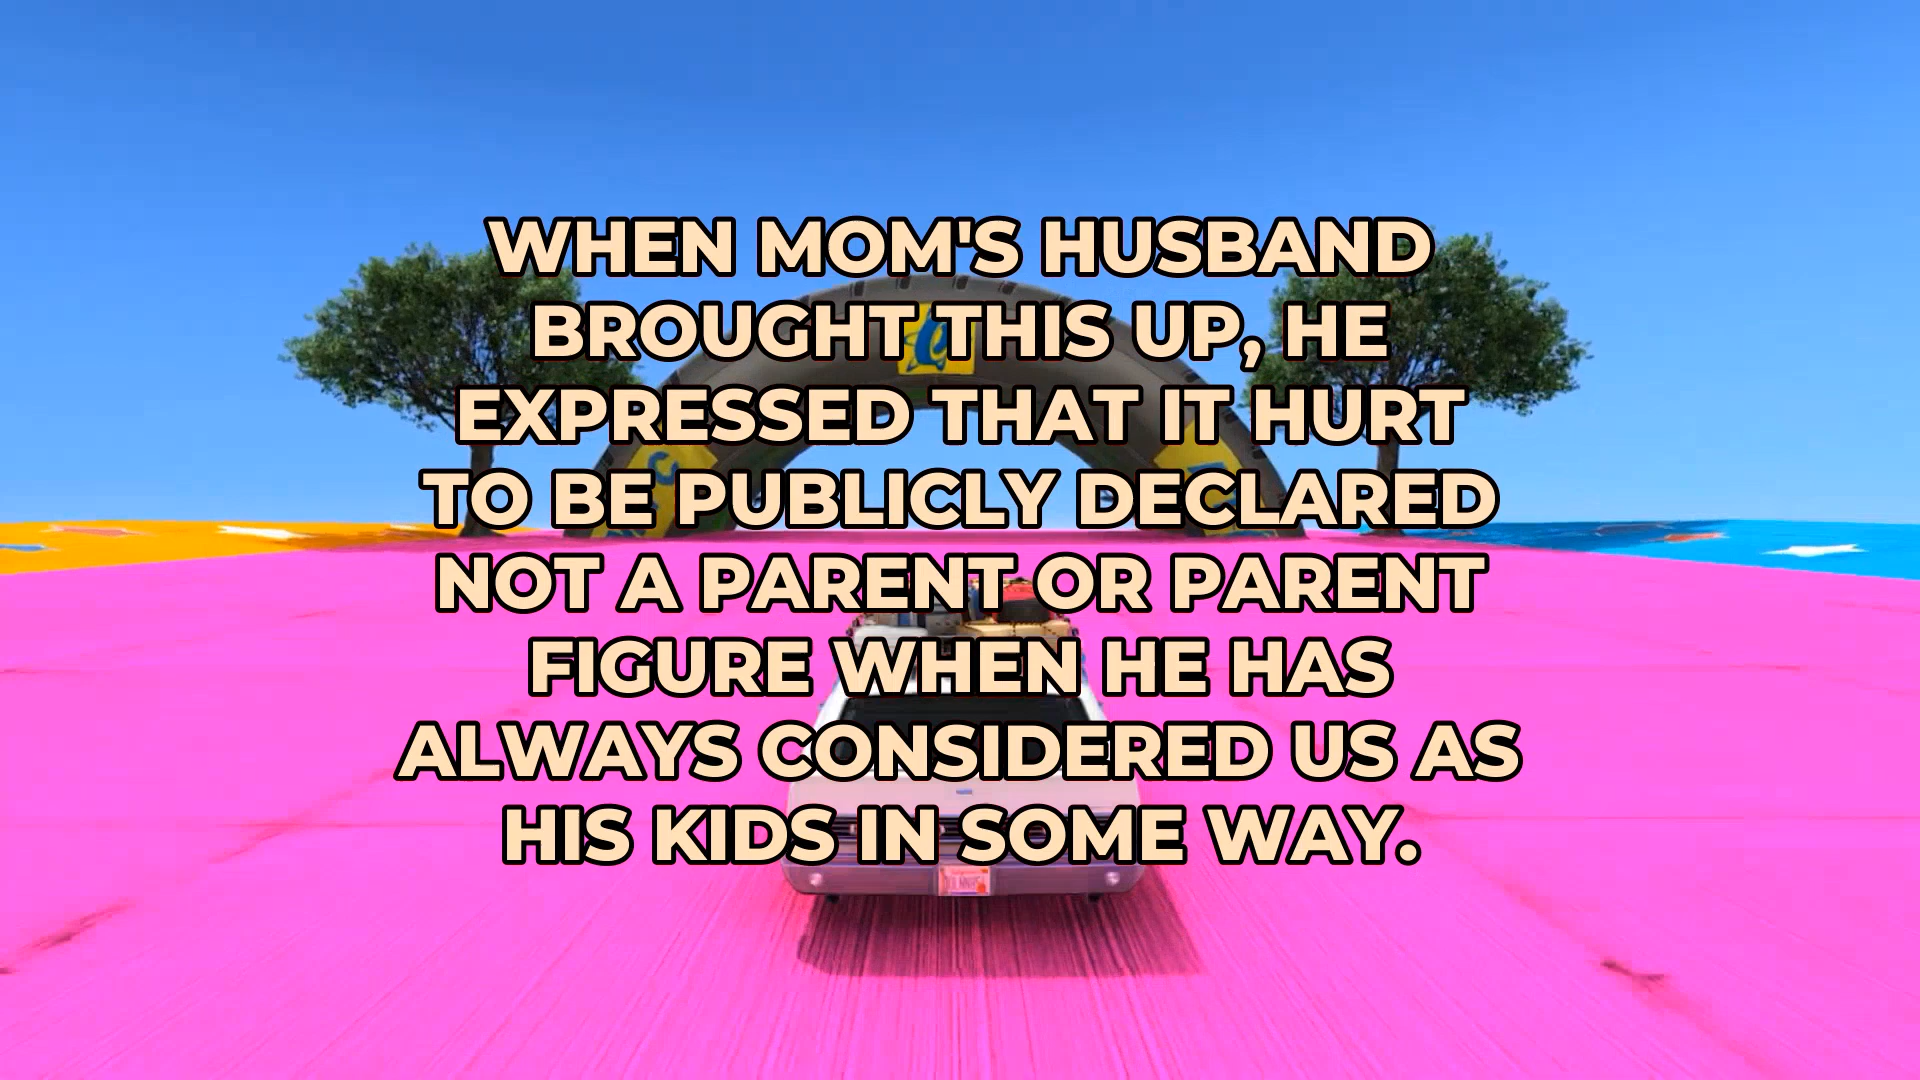 WHEN MOM'S HUSBAND
BROUGHT THIS UP, HE
EXPRESSED THAT IT HURT
TO BE PUBLICLY DECLARED
NOT A PARENT OR PARENT
FIGURE WHEN HE HAS
ALWAYS CONSIDERED US AS
HIS KIDS IN SOME WAY.